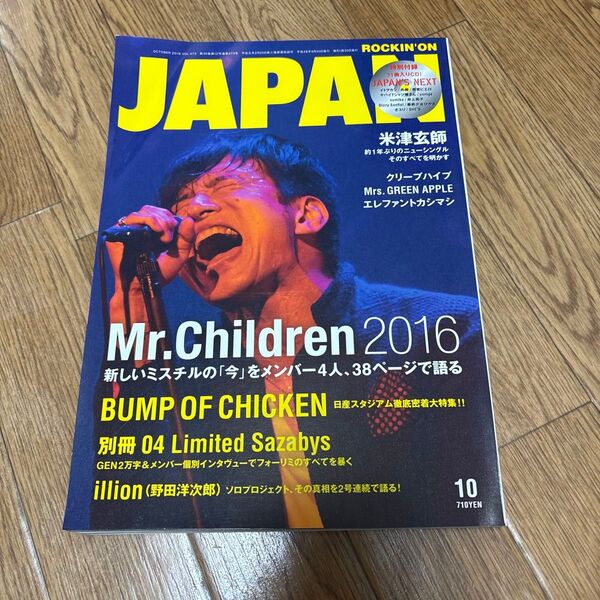 ROCKIN'ON
JAPAN
特別付録
11曲入りCD!
JAPAN'S NEXT
米津玄師
約1年ぶりのニューシングル
そのすべてを明かす
クリープハイプ
Mrs. GREEN APPLE
エレファントカシマシ
Mr.Children 2016
新しいミスチルの「今」をメンバー4人、38ページで語る
BUMP OF CHICKEN 日産スタジアム徹底密着大特集!!
別冊 04 Limited Sazabys
GEN2万字&メンバー個別インタヴューでフォーリミのすべてを暴く
illion(野田洋次郎) ソロプロジェクト、その真相を2号連続で語る!
10
710YEN